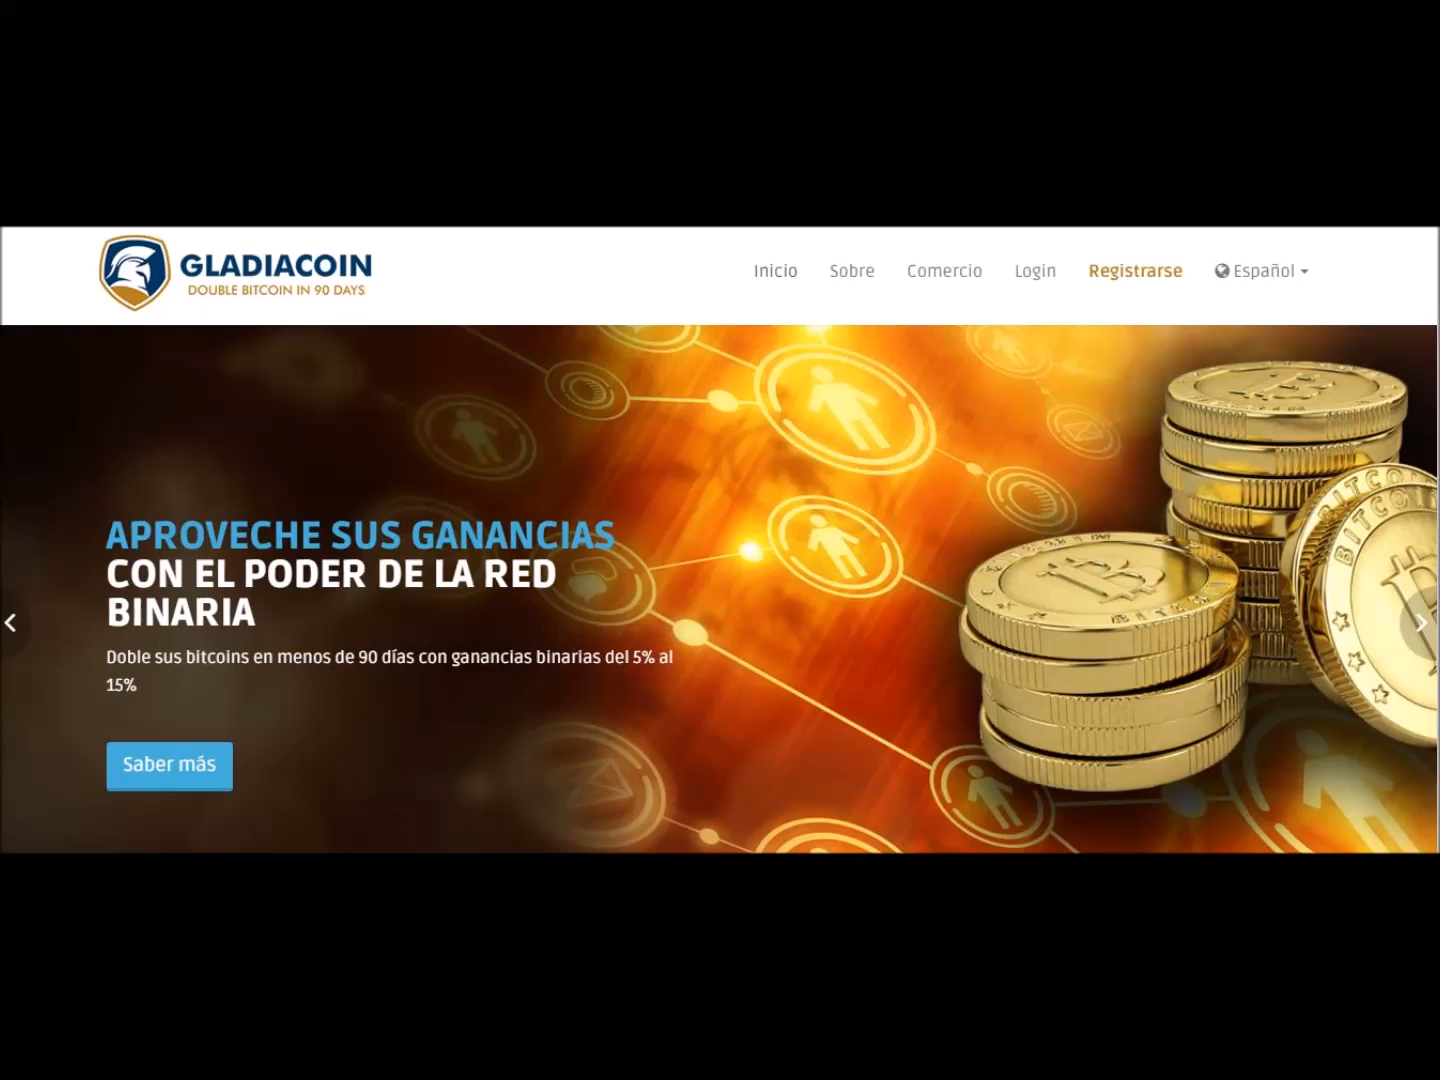 GLADIACOIN
DOUBLE BITCOIN IN 90 DAYS
Inicio
Sobre
Comercio
Login
Registrarse
Español
APROVECHE SUS GANANCIAS
CON EL PODER DE LA RED
BINARIA
Doble sus bitcoins en menos de 90 días con ganancias binarias del 5% al
15%
Saber más
BITCOIN